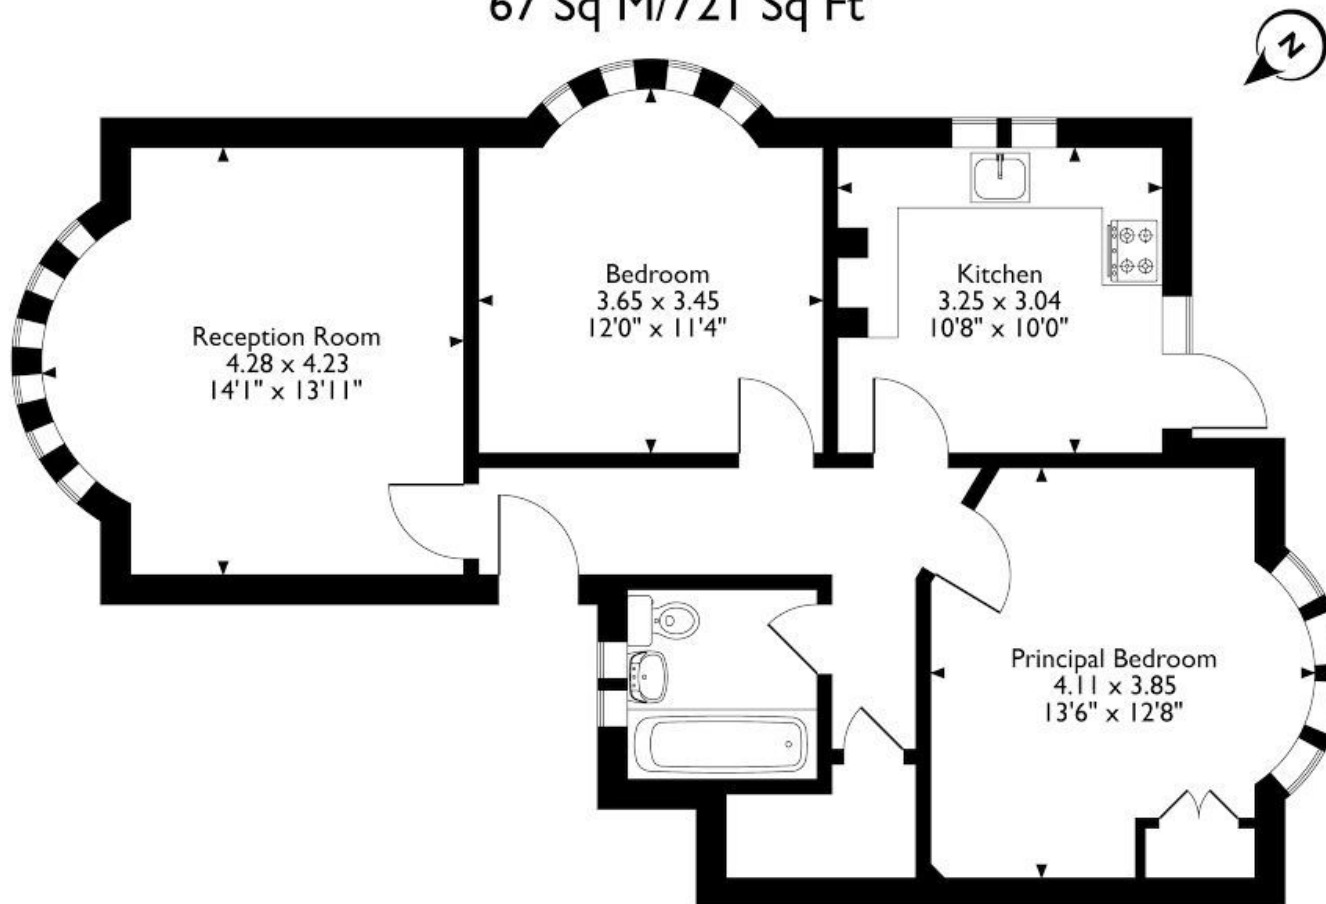 67 Sq M/721 Sq Ft
N
Bedroom
3.65 x 3.45
12'0" x 11'4"
Kitchen
3.25 x 3.04
10'8" x 10'0"
Reception Room
4.28 x 4.23
14'1" x 13'11"
Principal Bedroom
4.11 x 3.85
13'6" x 12'8"